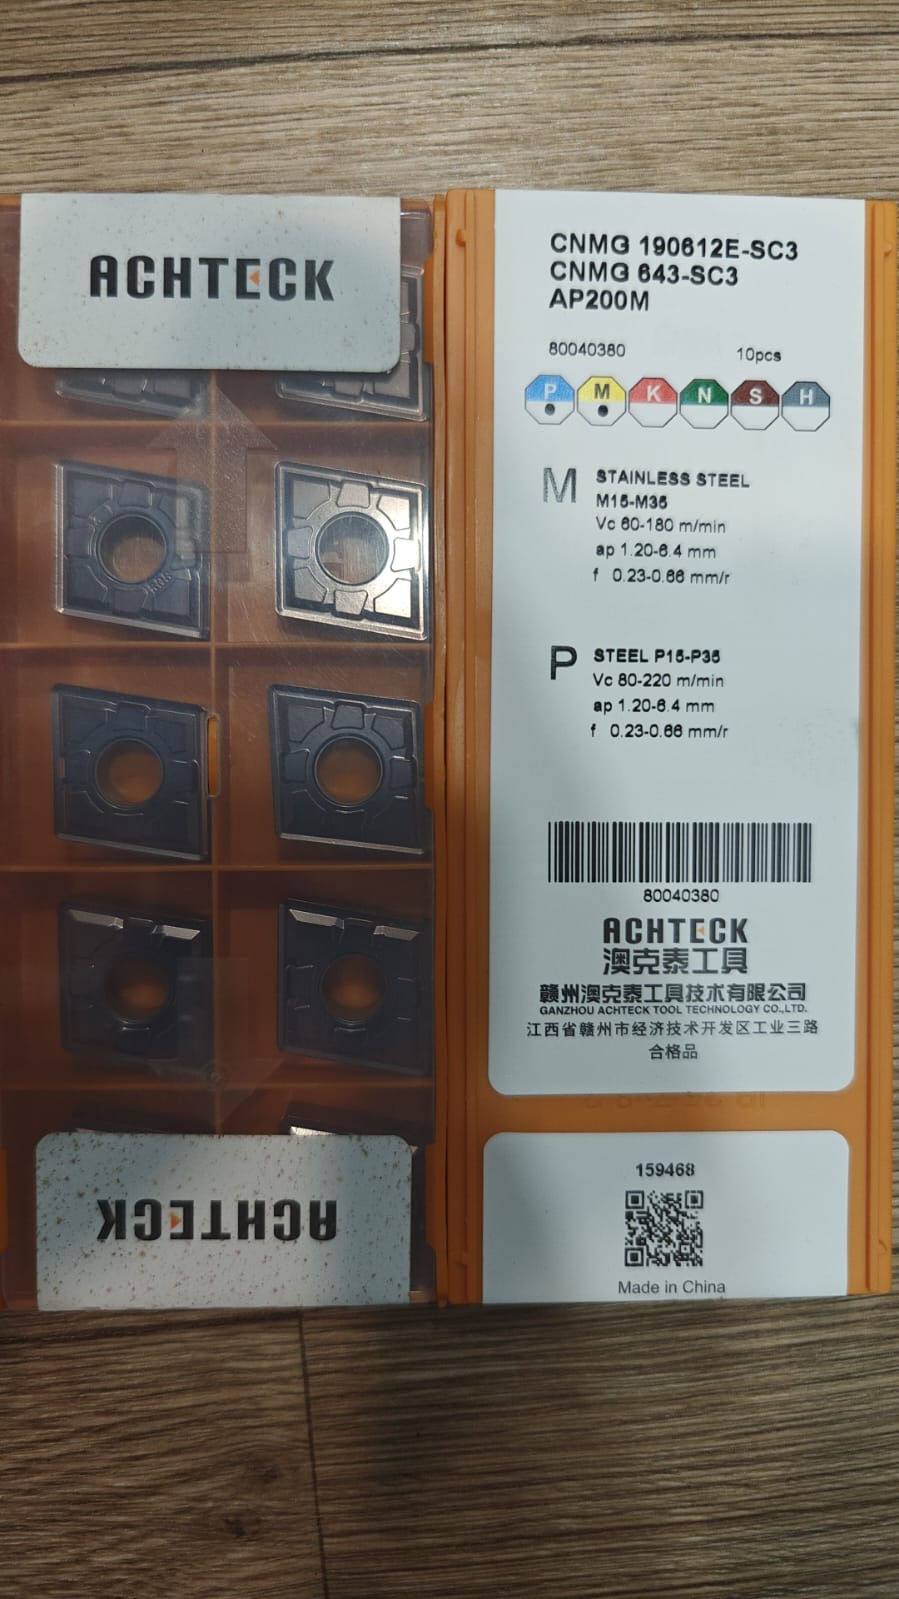 ACHTECK
CNMG 190612E-SC3
CNMG 643-SC3
AP200M
80040380 10pcs
P M K N S H
M STAINLESS STEEL
M15-M35
Vc 60-180 m/min
ap 1.20-6.4 mm
f 0.23-0.66 mm/r
P STEEL P15-P35
Vc 80-220 m/min
ap 1.20-6.4 mm
f 0.23-0.66 mm/r
80040380
ACHTECK
澳克泰工具
赣州澳克泰工具技术有限公司
GANZHOU ACHTECK TOOL TECHNOLOGY CO.,LTD.
江西省赣州市经济技术开发区工业三路
合格品
ACHTECK
159468
Made in China